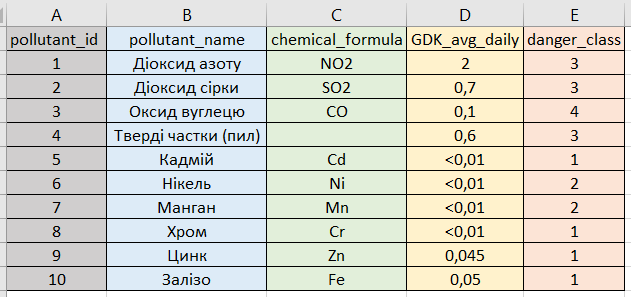 A B C D E
pollutant_id pollutant_name chemical_formula GDK_avg_daily danger_class
1 Діоксид азоту NO2 2 3
2 Діоксид сірки SO2 0,7 3
3 Оксид вуглецю CO 0,1 4
4 Тверді частки (пил) 0,6 3
5 Кадмій Cd <0,01 1
6 Нікель Ni <0,01 2
7 Манган Mn <0,01 2
8 Хром Cr <0,01 1
9 Цинк Zn 0,045 1
10 Залізо Fe 0,05 1